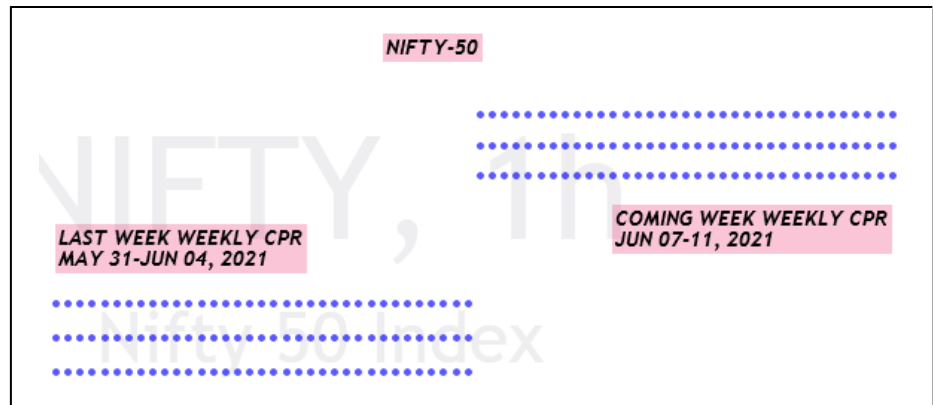 NIFTY-50
NIFTY, 1h
COMING WEEK WEEKLY CPR
JUN 07-11, 2021
LAST WEEK WEEKLY CPR
MAY 31-JUN 04, 2021
Nifty 50 Index